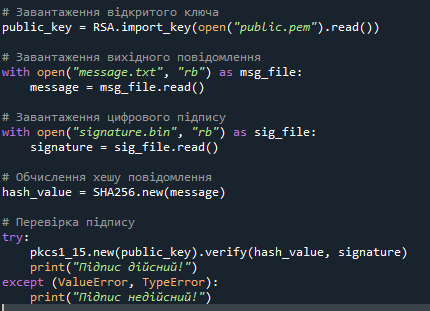 # Завантаження відкритого ключа
public_key = RSA.import_key(open("public.pem").read())
# Завантаження вихідного повідомлення
with open("message.txt", "rb") as msg_file:
    message = msg_file.read()
# Завантаження цифрового підпису
with open("signature.bin", "rb") as sig_file:
    signature = sig_file.read()
# Обчислення хешу повідомлення
hash_value = SHA256.new(message)
# Перевірка підпису
try:
    pkcs1_15.new(public_key).verify(hash_value, signature)
    print("Підпис дійсний!")
except (ValueError, TypeError):
    print("Підпис недійсний!")